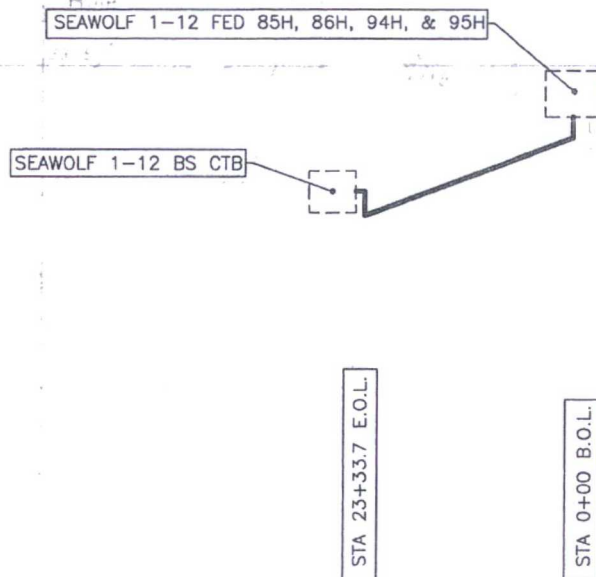 SEAWOLF 1-12 FED 85H, 86H, 94H, & 95H
SEAWOLF 1-12 BS CTB
STA 23+33.7 E.O.L.
STA 0+00 B.O.L.